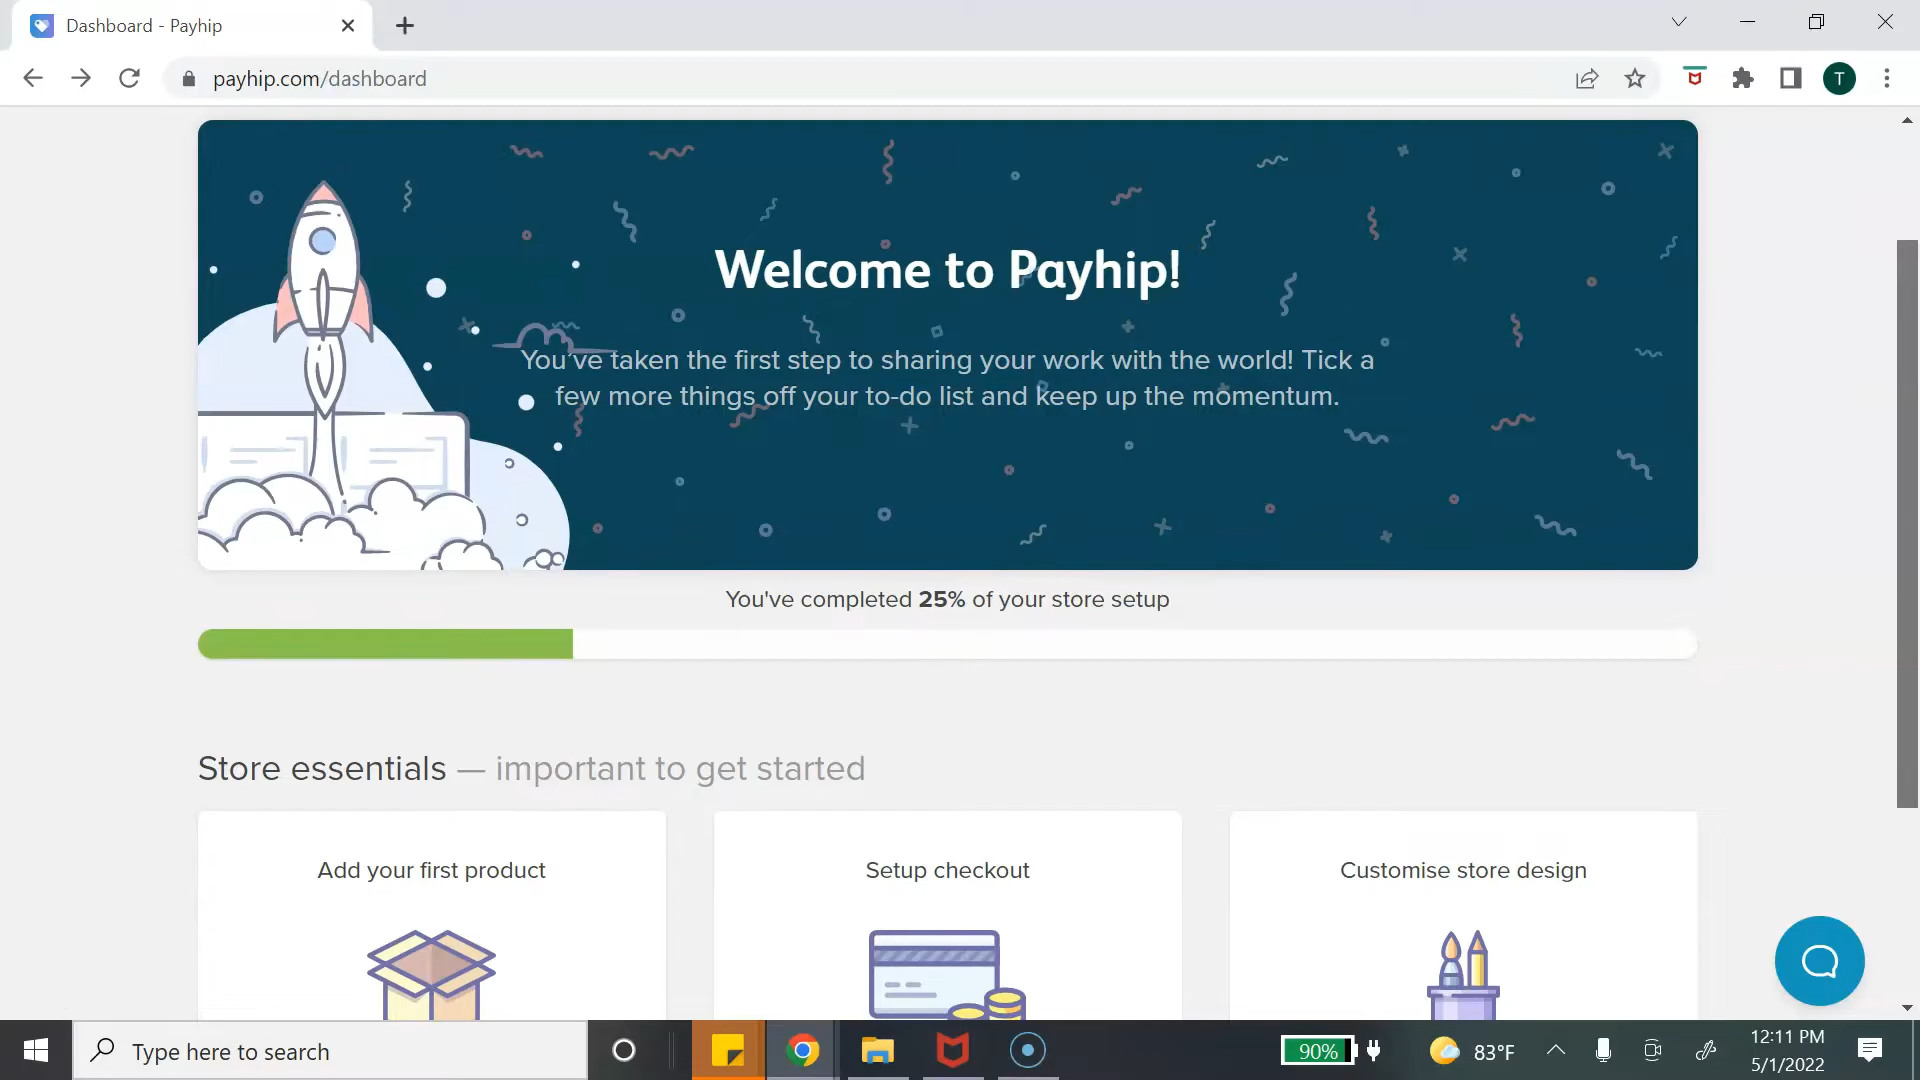 Dashboard - Payhip
payhip.com/dashboard
T
Welcome to Payhip!
You've taken the first step to sharing your work with the world! Tick a
few more things off your to-do list and keep up the momentum.
You've completed 25% of your store setup
Store essentials — important to get started
Add your first product
Setup checkout
Customise store design
Type here to search
90%
83°F
12:11 PM
5/1/2022